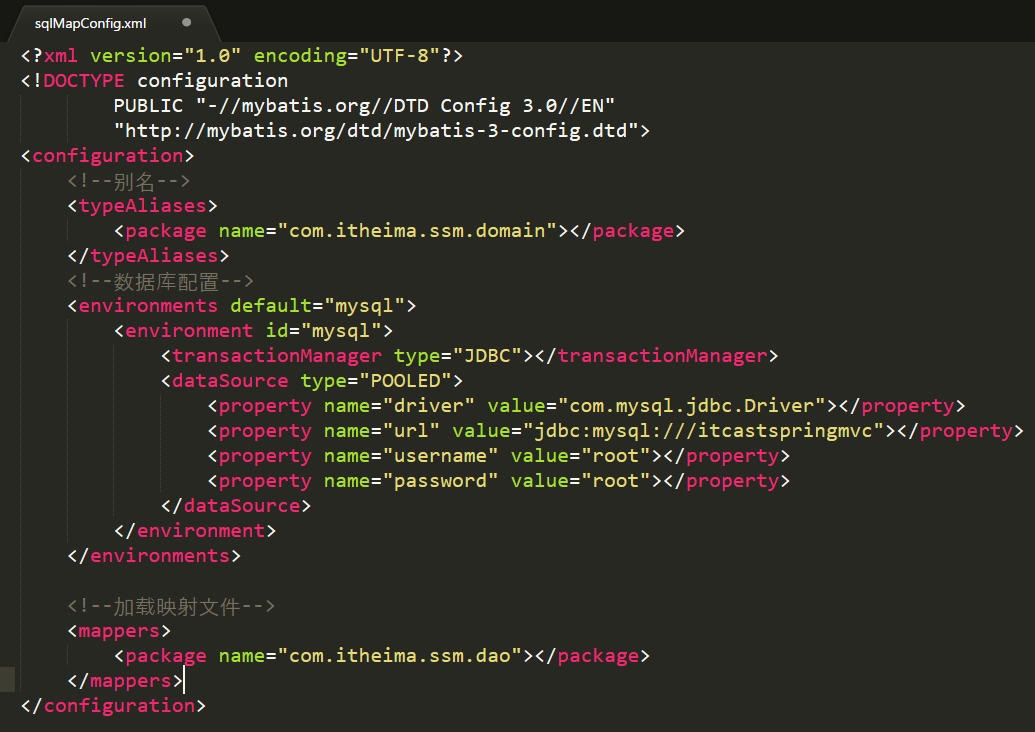 sqlMapConfig.xml
<?xml version="1.0" encoding="UTF-8"?>
<!DOCTYPE configuration
        PUBLIC "-//mybatis.org//DTD Config 3.0//EN"
        "http://mybatis.org/dtd/mybatis-3-config.dtd">
<configuration>
    <!--别名-->
    <typeAliases>
        <package name="com.itheima.ssm.domain"></package>
    </typeAliases>
    <!--数据库配置-->
    <environments default="mysql">
        <environment id="mysql">
            <transactionManager type="JDBC"></transactionManager>
            <dataSource type="POOLED">
                <property name="driver" value="com.mysql.jdbc.Driver"></property>
                <property name="url" value="jdbc:mysql:///itcastspringmvc"></property>
                <property name="username" value="root"></property>
                <property name="password" value="root"></property>
            </dataSource>
        </environment>
    </environments>

    <!--加载映射文件-->
    <mappers>
        <package name="com.itheima.ssm.dao"></package>
    </mappers>
</configuration>